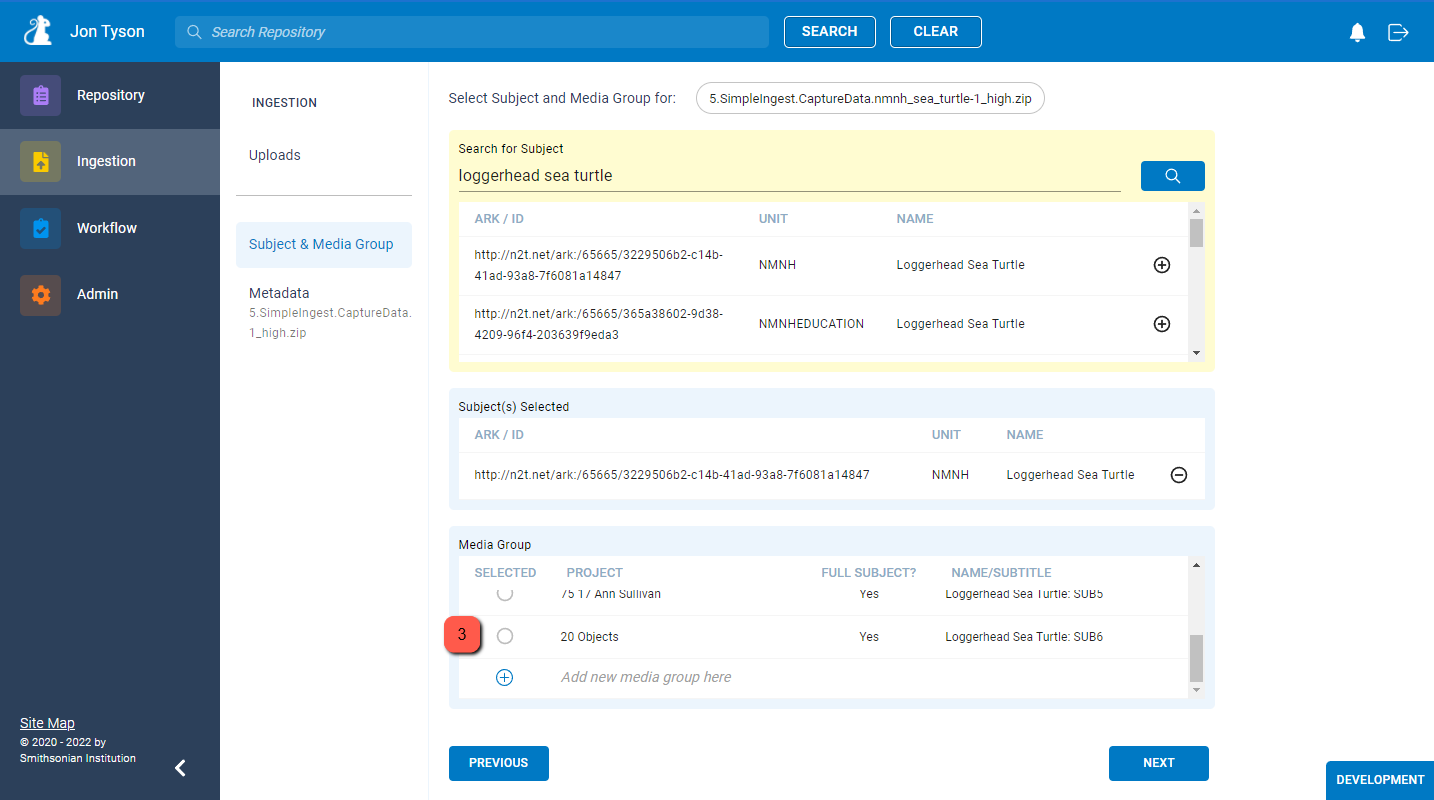 Jon Tyson
Search Repository
SEARCH
CLEAR
Repository
Ingestion
Workflow
Admin
Site Map
© 2020 - 2022 by
Smithsonian Institution
INGESTION
Uploads
Subject & Media Group
Metadata
5.SimpleIngest.CaptureData.
1_high.zip
Select Subject and Media Group for:
5.SimpleIngest.CaptureData.nmnh_sea_turtle-1_high.zip
Search for Subject
loggerhead sea turtle
ARK / ID UNIT NAME
http://n2t.net/ark:/65665/3229506b2-c14b-
41ad-93a8-7f6081a14847
NMNH
Loggerhead Sea Turtle
http://n2t.net/ark:/65665/365a38602-9d38-
4209-96f4-203639f9eda3
NMNHEDUCATION
Loggerhead Sea Turtle
Subject(s) Selected
ARK / ID UNIT NAME
http://n2t.net/ark:/65665/3229506b2-c14b-41ad-93a8-7f6081a14847 NMNH Loggerhead Sea Turtle
Media Group
SELECTED PROJECT FULL SUBJECT? NAME/SUBTITLE
75 17 Ann Sullivan Yes Loggerhead Sea Turtle: SUB5
3 20 Objects Yes Loggerhead Sea Turtle: SUB6
Add new media group here
PREVIOUS
NEXT
DEVELOPMENT